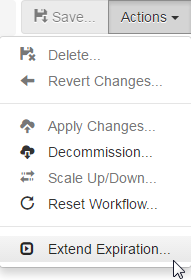 Save... Actions
Delete...
Revert Changes...
Apply Changes...
Decommission...
Scale Up/Down...
Reset Workflow...
Extend Expiration...